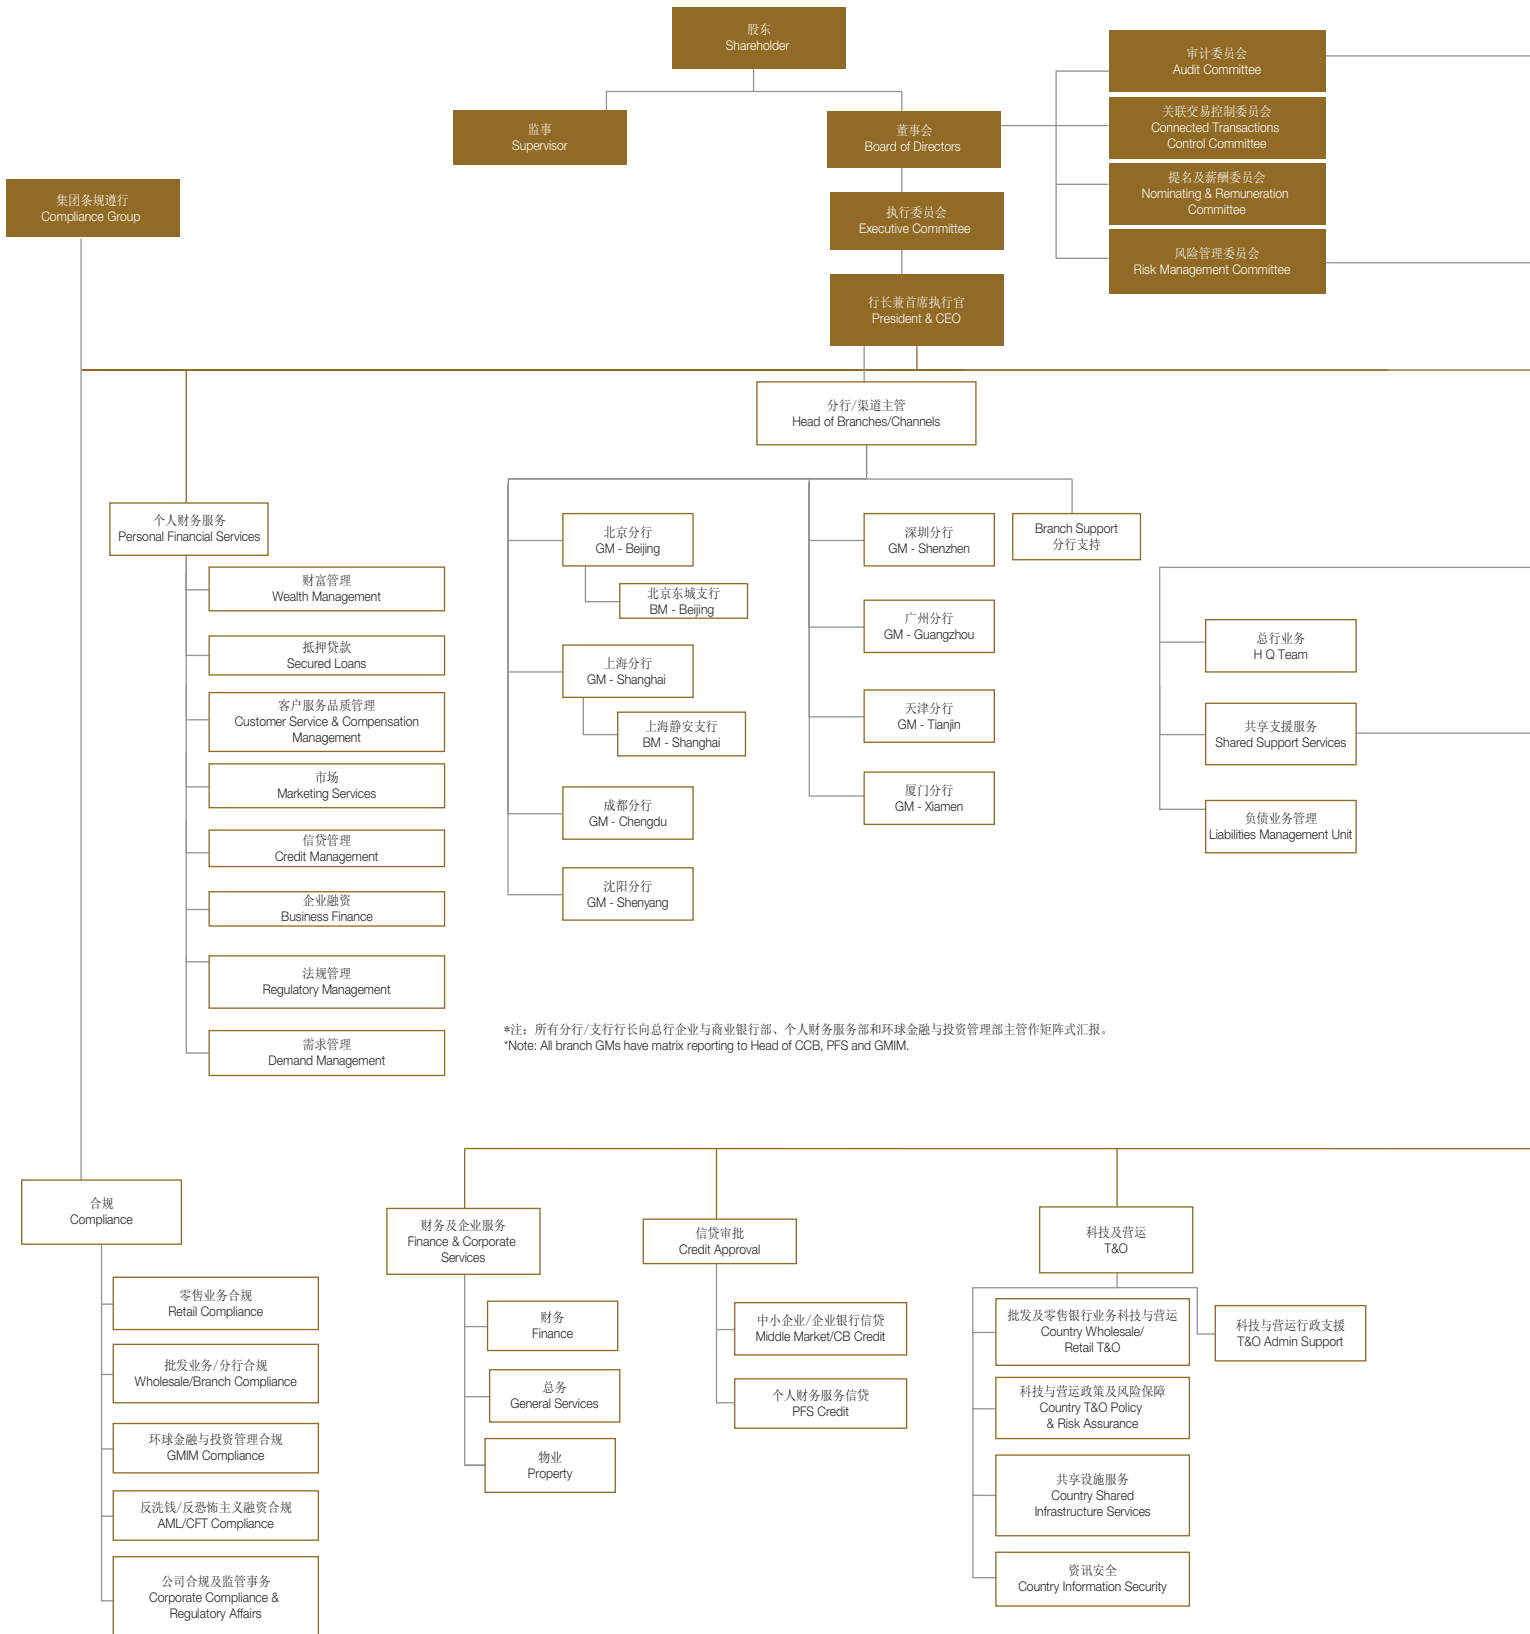 股东
Shareholder
监事
Supervisor
董事会
Board of Directors
审计委员会
Audit Committee
关联交易控制委员会
Connected Transactions
Control Committee
提名及薪酬委员会
Nominating & Remuneration
Committee
风险管理委员会
Risk Management Committee
集团条规遵行
Compliance Group
执行委员会
Executive Committee
行长兼首席执行官
President & CEO
分行/渠道主管
Head of Branches/Channels
个人财务服务
Personal Financial Services
财富管理
Wealth Management
抵押贷款
Secured Loans
客户服务品质管理
Customer Service & Compensation
Management
市场
Marketing Services
信贷管理
Credit Management
企业融资
Business Finance
法规管理
Regulatory Management
需求管理
Demand Management
北京分行
GM - Beijing
北京东城支行
BM - Beijing
上海分行
GM - Shanghai
上海静安支行
BM - Shanghai
成都分行
GM - Chengdu
沈阳分行
GM - Shenyang
深圳分行
GM - Shenzhen
广州分行
GM - Guangzhou
天津分行
GM - Tianjin
厦门分行
GM - Xiamen
Branch Support
分行支持
总行业务
H Q Team
共享支援服务
Shared Support Services
负债业务管理
Liabilities Management Unit
*注：所有分行/支行行长向总行企业与商业银行部、个人财务服务部和环球金融与投资管理部主管作矩阵式汇报。
*Note: All branch GMs have matrix reporting to Head of CCB, PFS and GMIM.
合规
Compliance
零售业务合规
Retail Compliance
批发业务/分行合规
Wholesale/Branch Compliance
环球金融与投资管理合规
GMIM Compliance
反洗钱/反恐怖主义融资合规
AML/CFT Compliance
公司合规及监管事务
Corporate Compliance &
Regulatory Affairs
财务及企业服务
Finance & Corporate
Services
财务
Finance
总务
General Services
物业
Property
信贷审批
Credit Approval
中小企业/企业银行信贷
Middle Market/CB Credit
个人财务服务信贷
PFS Credit
科技及营运
T&O
批发及零售银行业务科技与营运
Country Wholesale/
Retail T&O
科技与营运政策及风险保障
Country T&O Policy
& Risk Assurance
共享设施服务
Country Shared
Infrastructure Services
资讯安全
Country Information Security
科技与营运行政支援
T&O Admin Support